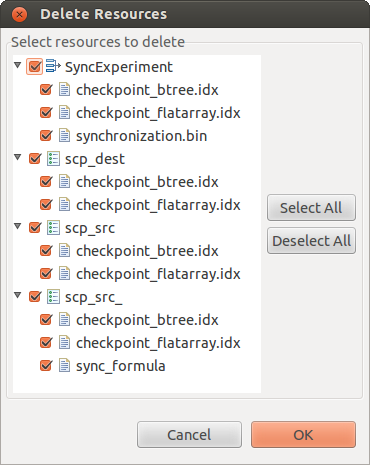 Delete Resources
Select resources to delete
SyncExperiment
checkpoint_btree.idx
checkpoint_flatarray.idx
synchronization.bin
scp_dest
checkpoint_btree.idx
checkpoint_flatarray.idx
scp_src
checkpoint_btree.idx
checkpoint_flatarray.idx
scp_src_
checkpoint_btree.idx
checkpoint_flatarray.idx
sync_formula
Select All
Deselect All
Cancel
OK